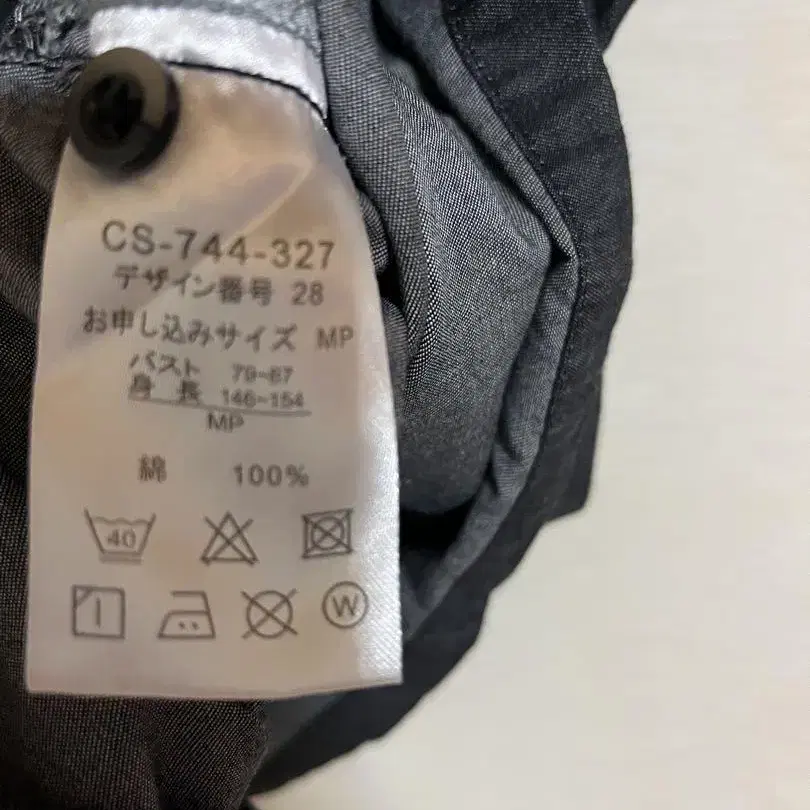 CS-744-327
デザイン番号 28
お申し込みサイズ MP
バスト 79~87
身長 146~154
MP
綿 100%
40
W